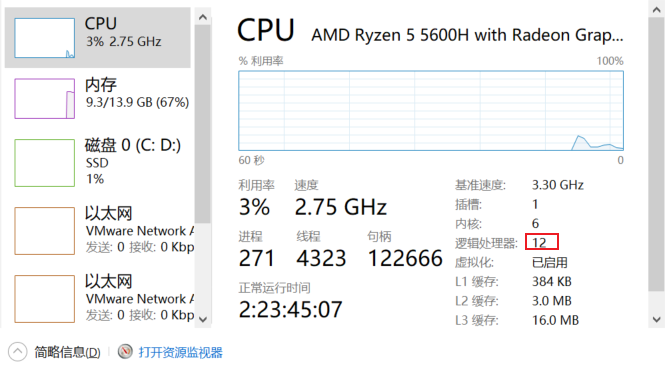 CPU
3% 2.75 GHz
内存
9.3/13.9 GB (67%)
磁盘 0 (C: D:)
SSD
1%
以太网
VMware Network A
发送: 0 接收: 0 Kbp
以太网
VMware Network A
发送: 0 接收: 0 Kbp
CPU AMD Ryzen 5 5600H with Radeon Grap...
% 利用率 100%
60 秒 0
利用率 速度
3% 2.75 GHz
进程 线程 句柄
271 4323 122666
正常运行时间
2:23:45:07
基准速度: 3.30 GHz
插槽: 1
内核: 6
逻辑处理器: 12
虚拟化: 已启用
L1 缓存: 384 KB
L2 缓存: 3.0 MB
L3 缓存: 16.0 MB
简略信息(D) 打开资源监视器